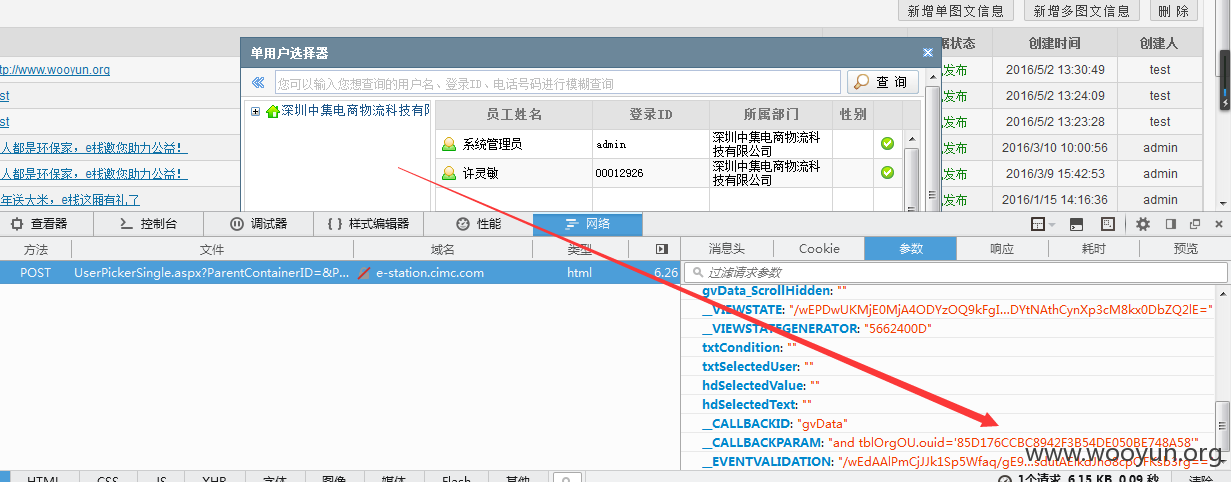 新增单图文信息 新增多图文信息 删 除
单用户选择器
您可以输入您想查询的用户名、登录ID、电话号码进行模糊查询 查 询
深圳中集电商物流科技有限
员工姓名 登录ID 所属部门 性别
系统管理员 admin 深圳中集电商物流科技有限公司
许灵敏 00012926 深圳中集电商物流科技有限公司
状态 创建时间 创建人
tp://www.wooyun.org 发布 2016/5/2 13:30:49 test
st 发布 2016/5/2 13:24:09 test
st 发布 2016/5/2 13:23:28 test
人都是环保家，e栈邀您助力公益！ 发布 2016/3/10 10:00:56 admin
人都是环保家，e栈邀您助力公益！ 发布 2016/3/9 15:42:53 admin
年送大米，e栈这厢有礼了 发布 2016/1/15 14:16:36 admin
查看器 控制台 调试器 样式编辑器 性能 网络
方法 文件 域名 类型
POST UserPickerSingle.aspx?ParentContainerID=&P... e-station.cimc.com html 6.26
消息头 Cookie 参数 响应 耗时 预览
过滤请求参数
gvData_ScrollHidden: ""
__VIEWSTATE: "/wEPDwUKMjE0MjA4ODYzOQ9kFgI...DYtNAthCynXp3cM8kx0DbZQ2lE="
__VIEWSTATEGENERATOR: "5662400D"
txtCondition: ""
txtSelectedUser: ""
hdSelectedValue: ""
hdSelectedText: ""
__CALLBACKID: "gvData"
__CALLBACKPARAM: "and tblOrgOU.ouid='85D176CCBC8942F3B54DE050BE748A58'"
__EVENTVALIDATION:
www.wooyun.org
HTML CSS JS XHR 字体 图像 媒体 Flash 其他 1个请求, 6.15 KB, 0.09 秒 清除